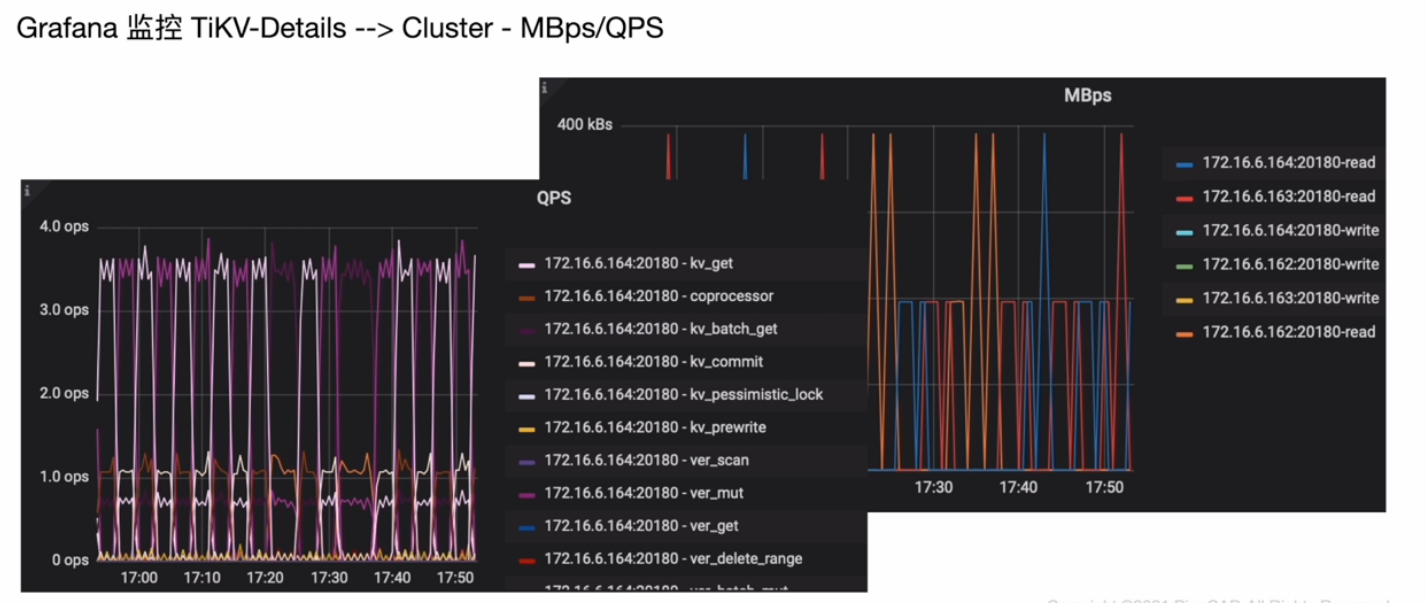 Grafana 监控 TiKV-Details --> Cluster - MBps/QPS
MBps
400 kBs
172.16.6.164:20180-read
172.16.6.163:20180-read
172.16.6.164:20180-write
172.16.6.162:20180-write
172.16.6.163:20180-write
172.16.6.162:20180-read
17:30 17:40 17:50
QPS
4.0 ops
3.0 ops
2.0 ops
1.0 ops
0 ops
17:00 17:10 17:20 17:30 17:40 17:50
172.16.6.164:20180 - kv_get
172.16.6.164:20180 - coprocessor
172.16.6.164:20180 - kv_batch_get
172.16.6.164:20180 - kv_commit
172.16.6.164:20180 - kv_pessimistic_lock
172.16.6.164:20180 - kv_prewrite
172.16.6.164:20180 - ver_scan
172.16.6.164:20180 - ver_mut
172.16.6.164:20180 - ver_get
172.16.6.164:20180 - ver_delete_range